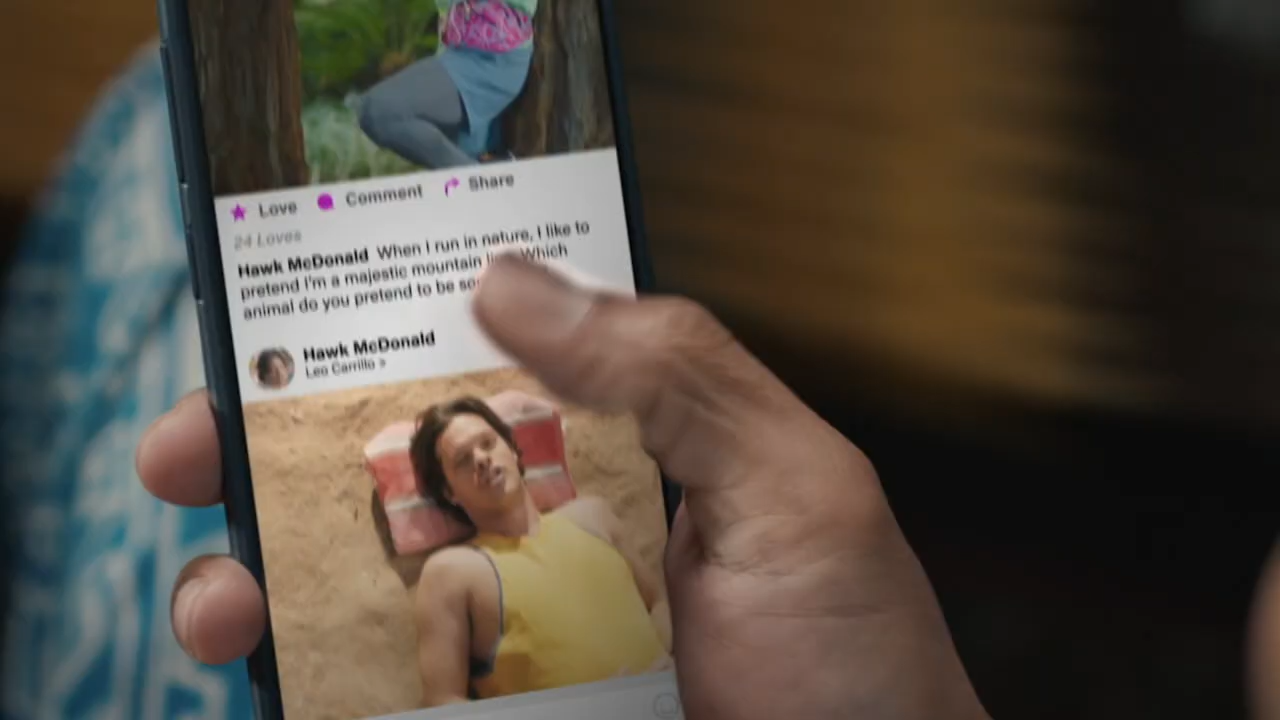 Love Comment Share
24 Loves
Hawk McDonald When I run in nature, I like to
pretend I'm a majestic mountain Which
animal do you pretend to be
Hawk McDonald
Leo Carrillo >